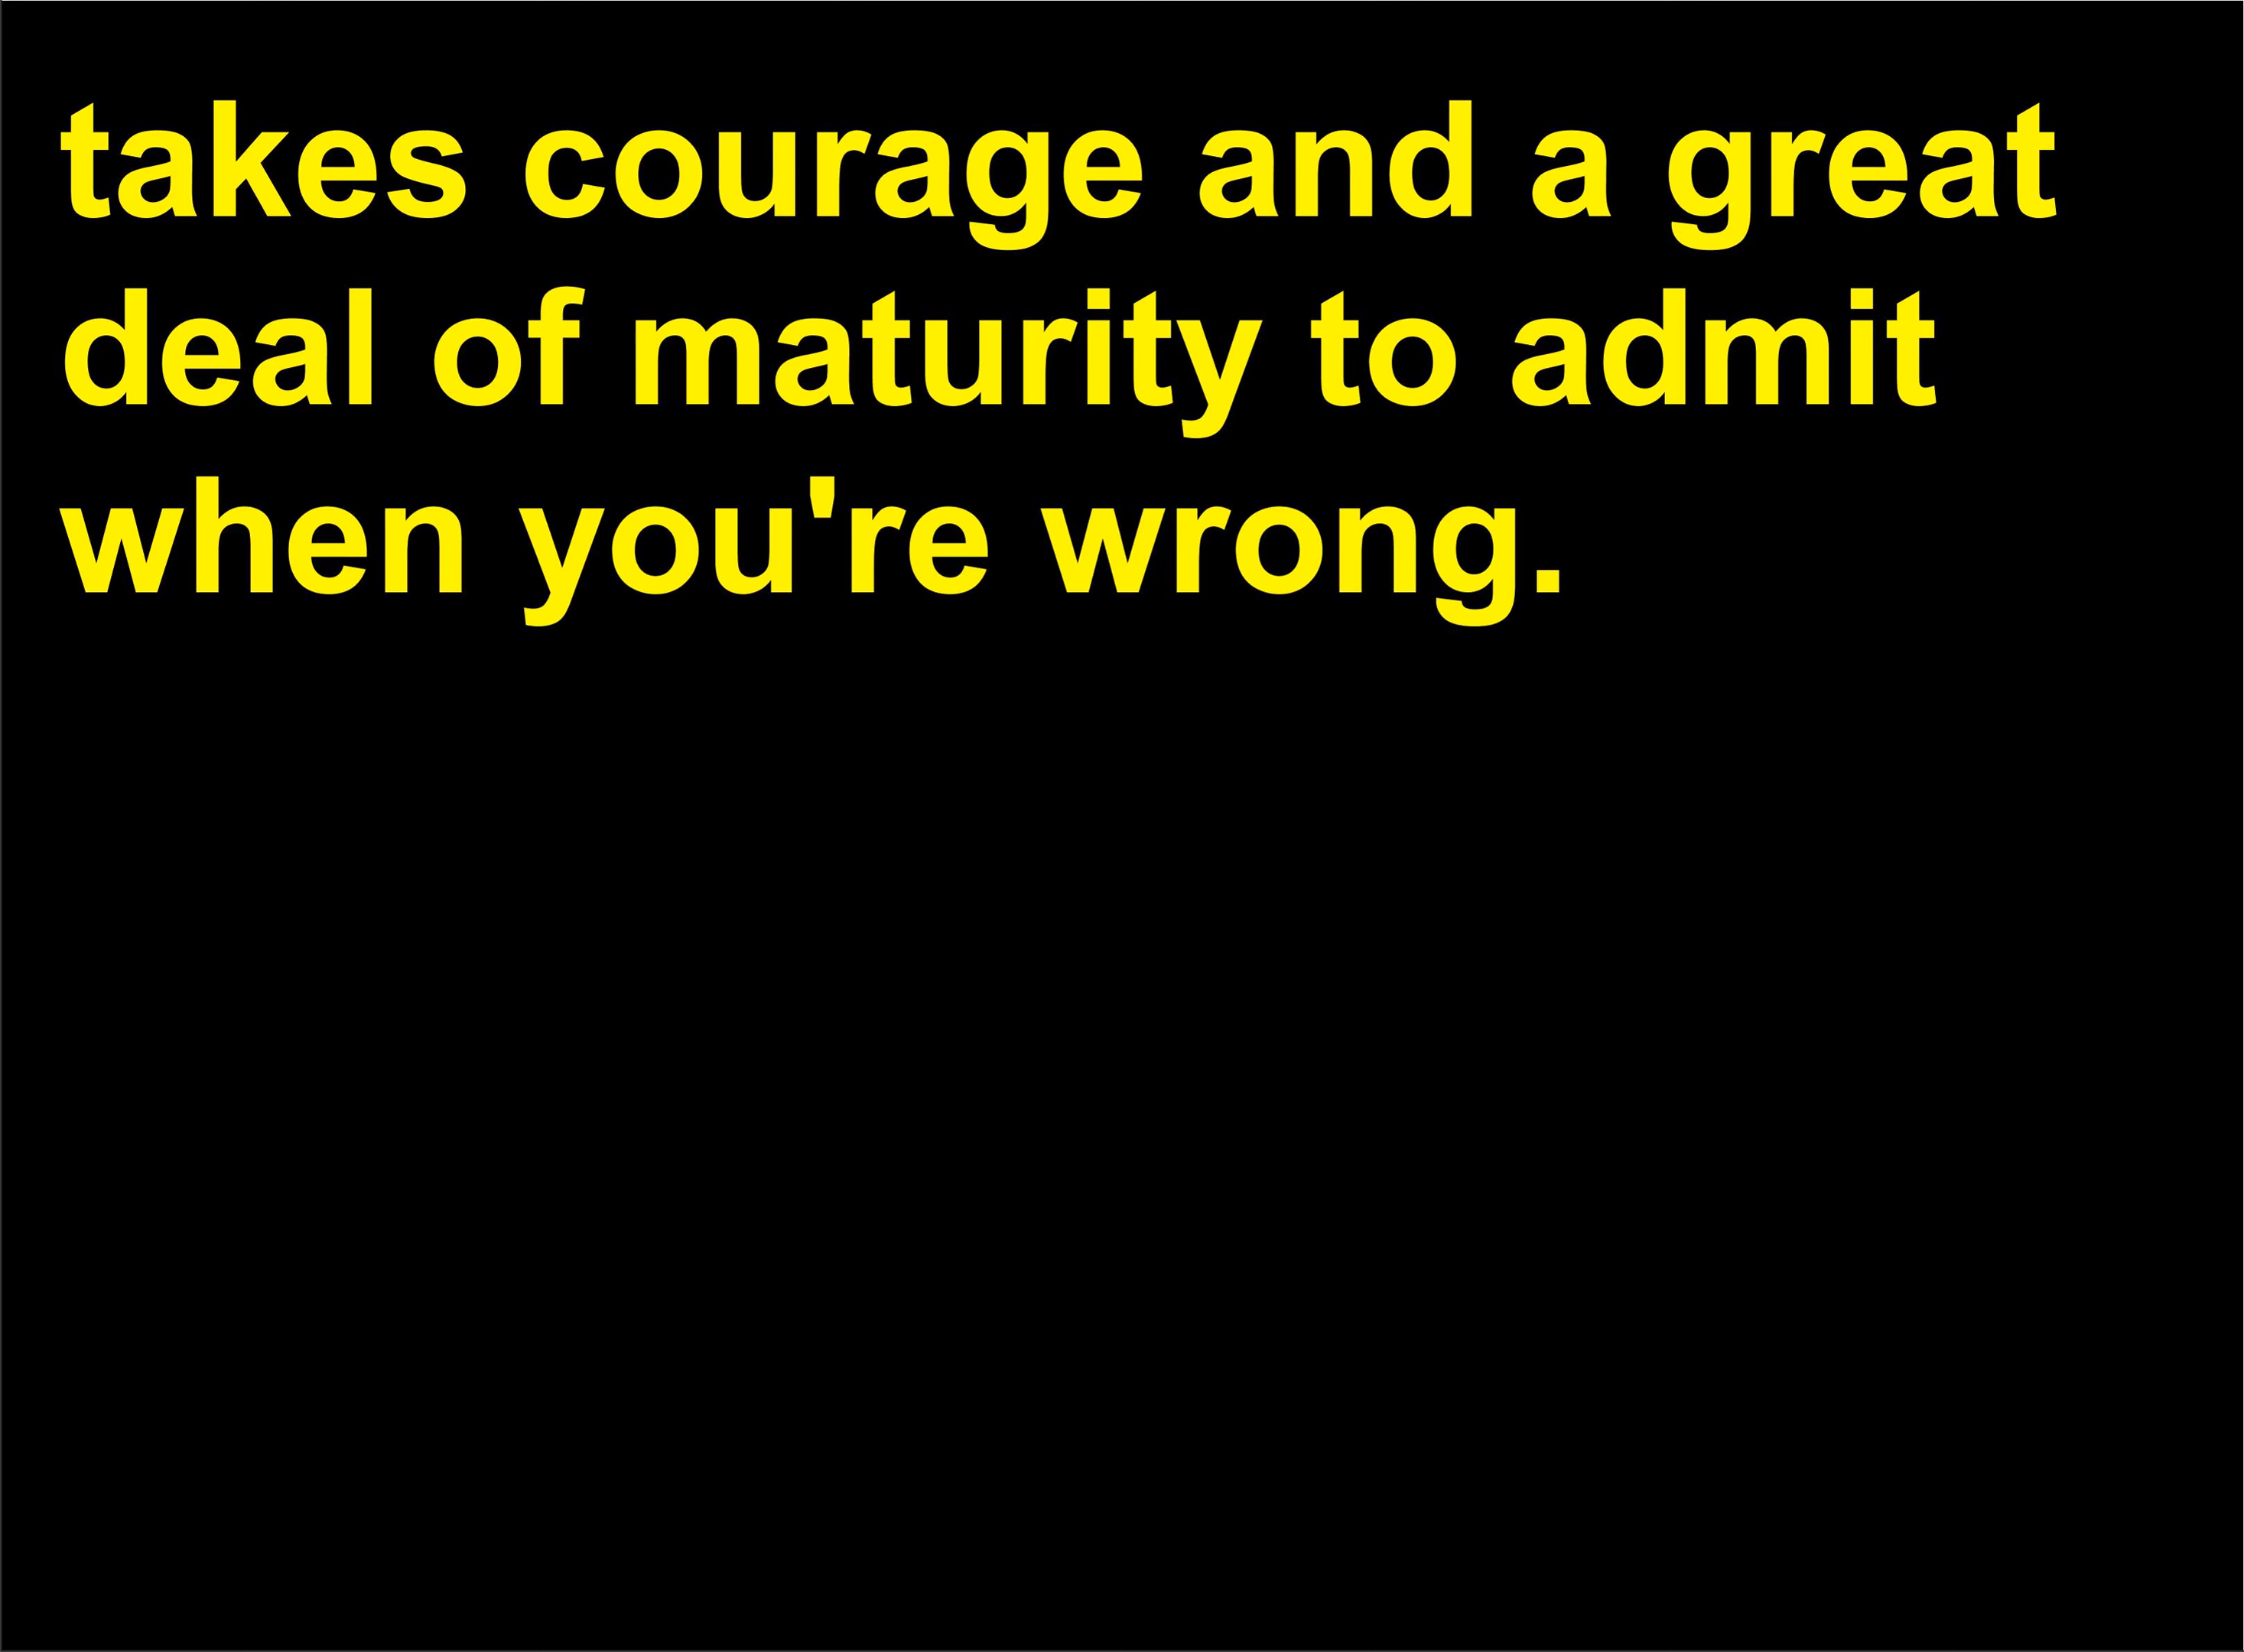 takes courage and a great
deal of maturity to admit
when you're wrong.